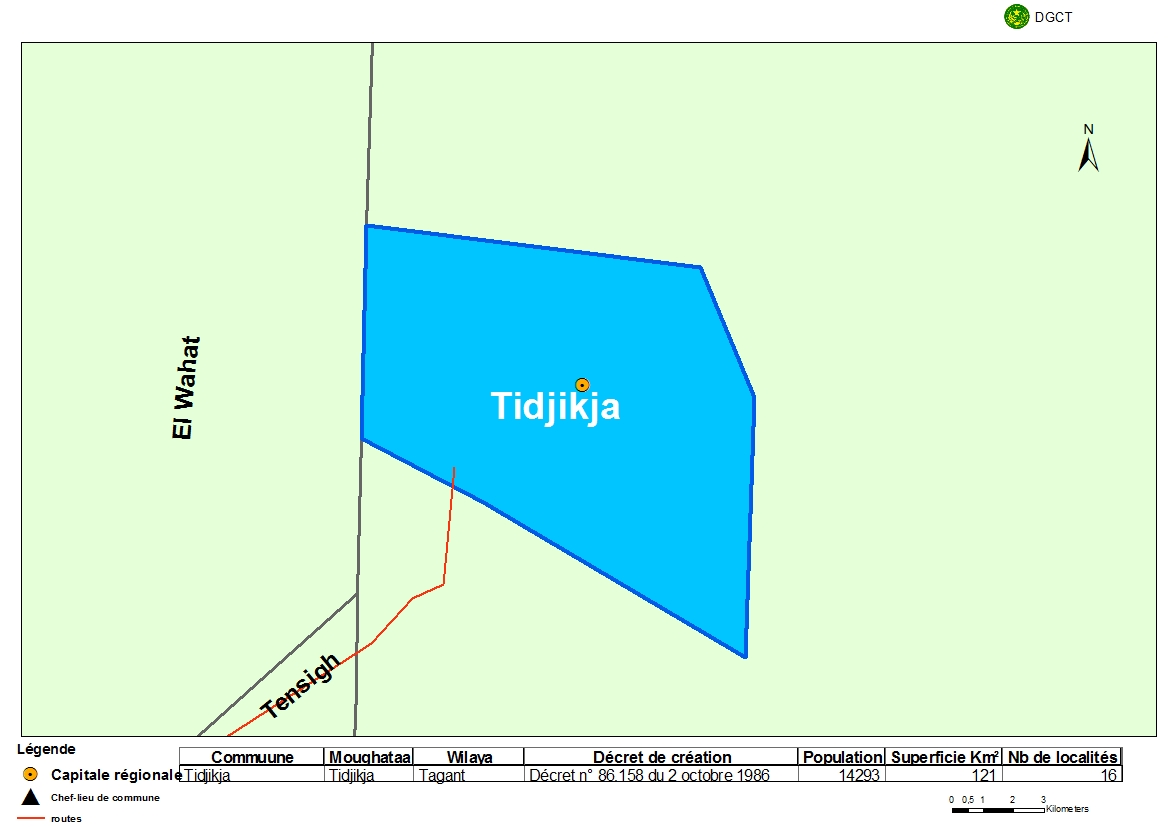 DGCT
N
El Wahat
Tidjikja
Tensigh
Légende
Capitale régionale
Chef-lieu de commune
routes
Commuune Moughataa Wilaya Décret de création Population Superficie Km² Nb de localités
Tidjikja Tidjikja Tagant Décret n° 86.158 du 2 octobre 1986 14293 121 16
0 0,5 1 2 3
Kilometers